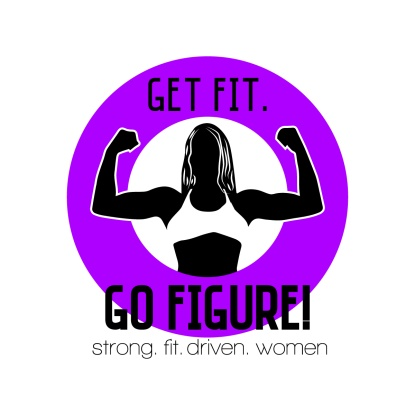 GET FIT.
GO FIGURE!
strong. fit. driven. women